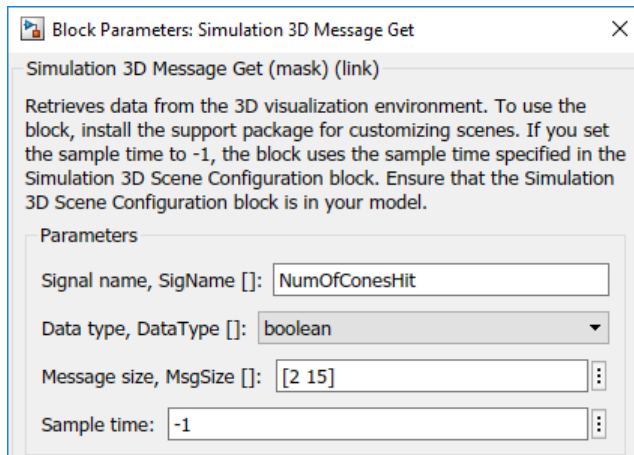 Block Parameters: Simulation 3D Message Get
Simulation 3D Message Get (mask) (link)
Retrieves data from the 3D visualization environment. To use the
block, install the support package for customizing scenes. If you set
the sample time to -1, the block uses the sample time specified in the
Simulation 3D Scene Configuration block. Ensure that the Simulation
3D Scene Configuration block is in your model.
Parameters
Signal name, SigName []: NumOfConesHit
Data type, DataType []: boolean
Message size, MsgSize []: [2 15]
Sample time: -1